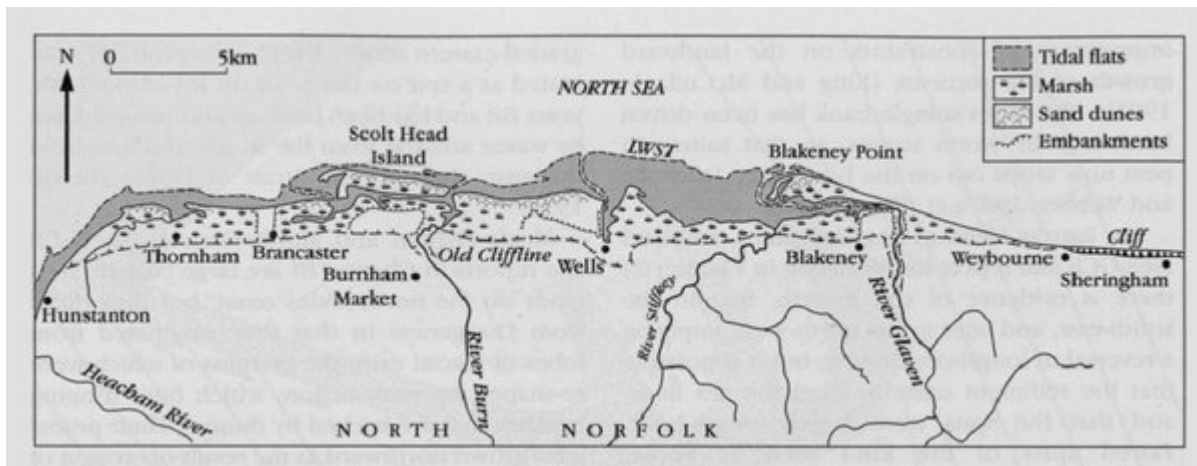 N
0 5km
NORTH SEA
Tidal flats
Marsh
Sand dunes
Embankments
Scolt Head
Island
LWST
Blakeney Point
Thornham
Brancaster
Burnham
Market
Old Cliffline
Wells
Blakeney
Weybourne
Cliff
Sheringham
Hunstanton
Heacham River
River Burn
River
River Glaven
NORTH NORFOLK